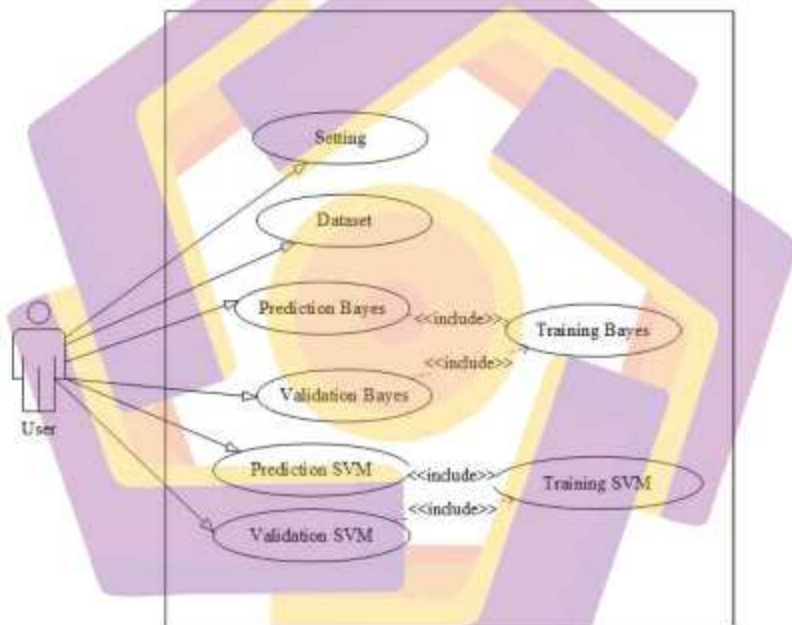 Setting
Dataset
Prediction Bayes
<<include>>
Training Bayes
<<include>>
Validation Bayes
User
Prediction SVM
<<include>>
Training SVM
<<include>>
Validation SVM